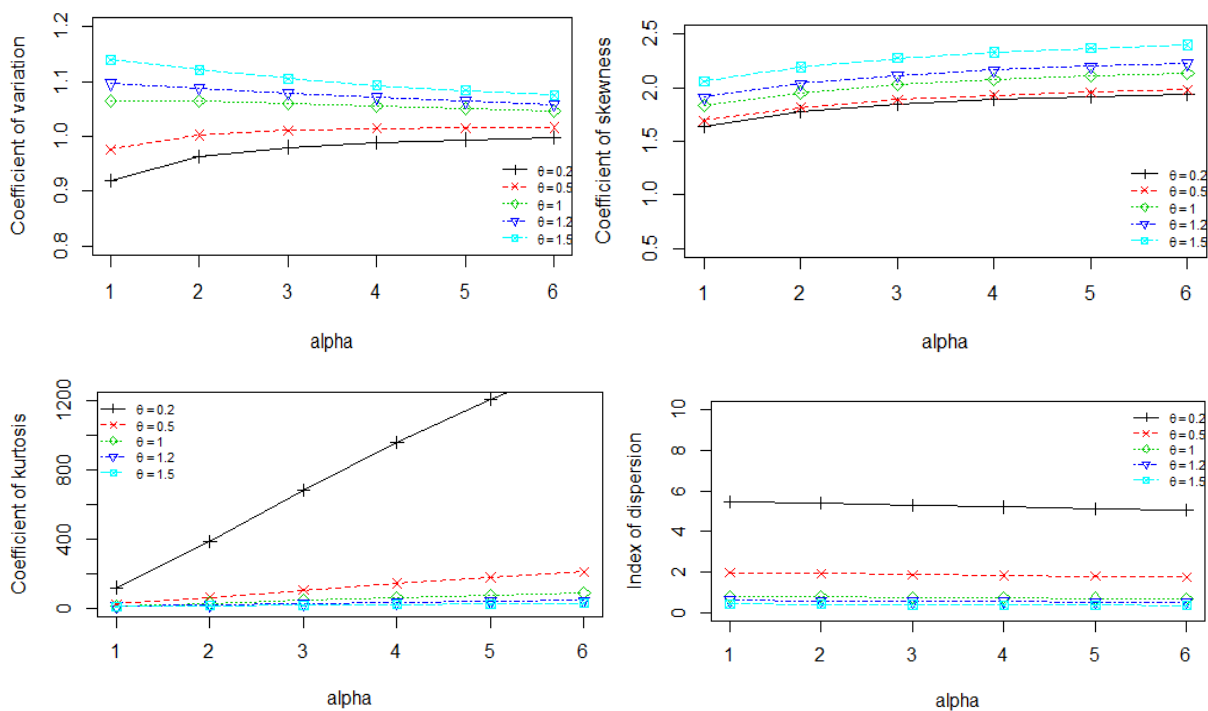 Coefficient of variation
1.2
1.1
1.0
0.9
0.8
θ = 0.2
θ = 0.5
θ = 1
θ = 1.2
θ = 1.5
1 2 3 4 5 6
alpha
Coefficient of skewness
2.5
2.0
1.5
1.0
0.5
θ = 0.2
θ = 0.5
θ = 1
θ = 1.2
θ = 1.5
1 2 3 4 5 6
alpha
Coefficient of kurtosis
1200
800
400
0
θ = 0.2
θ = 0.5
θ = 1
θ = 1.2
θ = 1.5
1 2 3 4 5 6
alpha
Index of dispersion
10
8
6
4
2
0
θ = 0.2
θ = 0.5
θ = 1
θ = 1.2
θ = 1.5
1 2 3 4 5 6
alpha